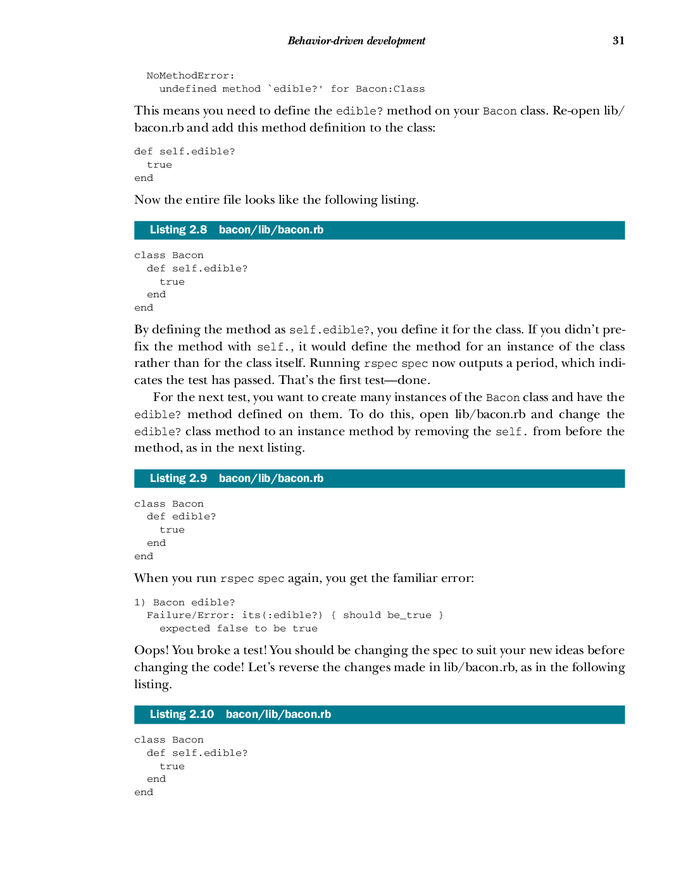 Behavior-driven development 31
NoMethodError:
undefined method `edible?' for Bacon:Class
This means you need to define the edible? method on your Bacon class. Re-open lib/
bacon.rb and add this method definition to the class:
def self.edible?
true
end
Now the entire file looks like the following listing.
Listing 2.8 bacon/lib/bacon.rb
class Bacon
def self.edible?
true
end
end
By defining the method as self.edible?, you define it for the class. If you didn't pre-
fix the method with self., it would define the method for an instance of the class
rather than for the class itself. Running rspec spec now outputs a period, which indi-
cates the test has passed. That's the first test—done.
For the next test, you want to create many instances of the Bacon class and have the
edible? method defined on them. To do this, open lib/bacon.rb and change the
edible? class method to an instance method by removing the self. from before the
method, as in the next listing.
Listing 2.9 bacon/lib/bacon.rb
class Bacon
def edible?
true
end
end
When you run rspec spec again, you get the familiar error:
1) Bacon edible?
Failure/Error: its(:edible?) { should be_true }
expected false to be true
Oops! You broke a test! You should be changing the spec to suit your new ideas before
changing the code! Let's reverse the changes made in lib/bacon.rb, as in the following
listing.
Listing 2.10 bacon/lib/bacon.rb
class Bacon
def self.edible?
true
end
end